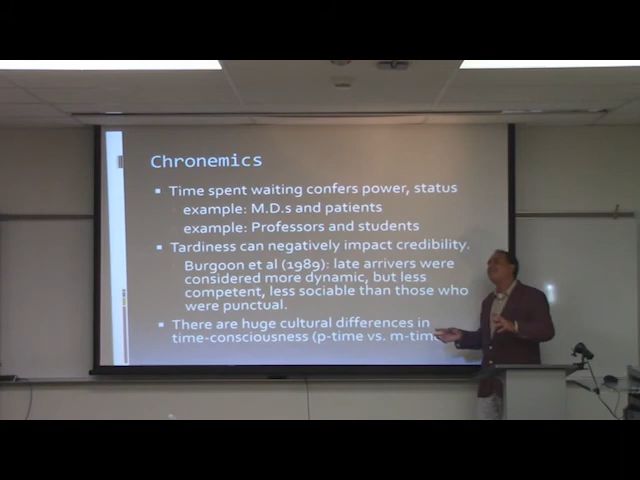 Chronemics
Time spent waiting confers power, status
example: M.D.s and patients
example: Professors and students
Tardiness can negatively impact credibility.
Burgoon et al (1989): late arrivers were
considered more dynamic, but less
competent, less sociable than those who
were punctual.
There are huge cultural differences in
time-consciousness (p-time vs. m-time